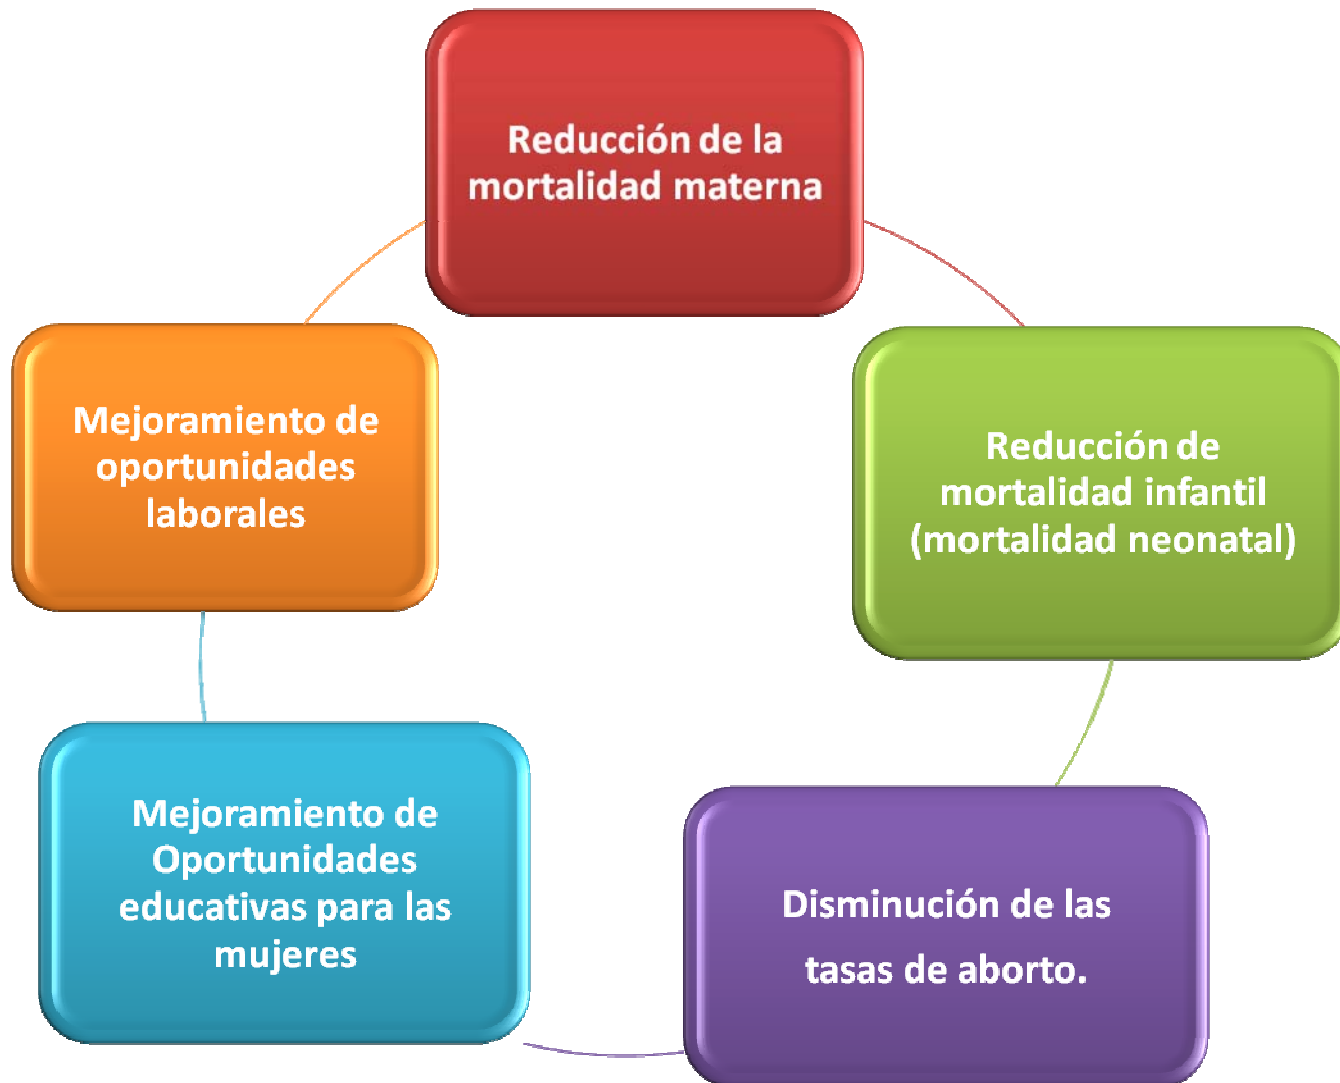 Reducción de la
mortalidad materna
Reducción de
mortalidad infantil
(mortalidad neonatal)
Disminución de las
tasas de aborto.
Mejoramiento de
Oportunidades
educativas para las
mujeres
Mejoramiento de
oportunidades
laborales